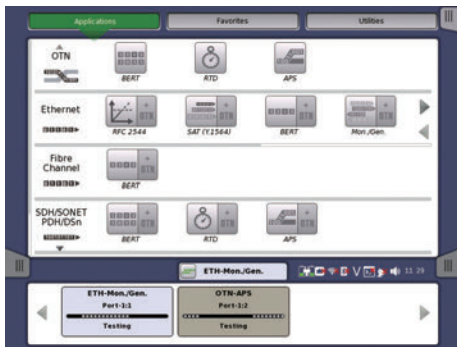 Applications Favorites Utilities
OTN
BERT RTD APS
Ethernet
+ OTN + OTN + OTN + OTN
RFC 2544 SAT (Y.1564) BERT Mon./Gen.
Fibre
Channel
BERT
SDH/SONET
PDH/DSn
+ OTN + OTN + OTN
BERT RTD APS
ETH-Mon./Gen. 11 29
ETH-Mon./Gen. OTN-APS
Port-1:1 Port-1:2
Testing Testing